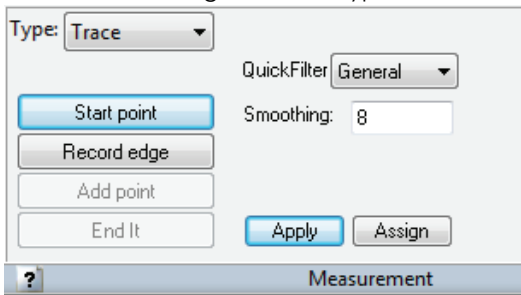 Type: Trace
QuickFilter General
Start point
Smoothing: 8
Record edge
Add point
End It
Apply Assign
? Measurement